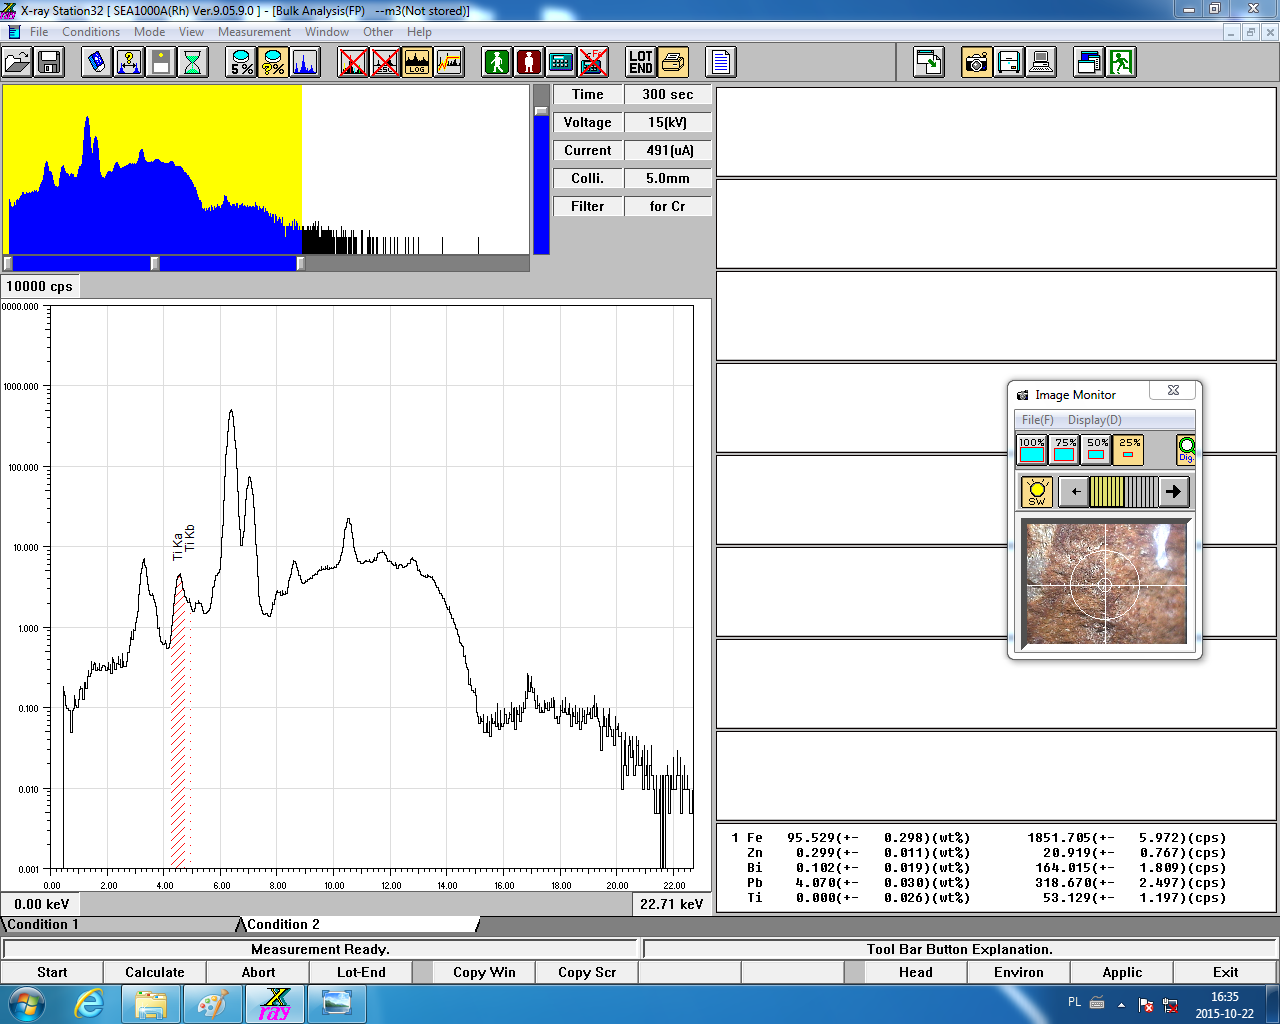 X-ray Station32 [ SEA1000A(Rh) Ver.9.05.9.0 ] - [Bulk Analysis(FP)   --m3(Not stored)]
File Conditions Mode View Measurement Window Other Help
5% ?% LOG LOT END
Time 300 sec
Voltage 15(kV)
Current 491(uA)
Colli. 5.0mm
Filter for Cr
10000 cps
0000.000
1000.000
100.000
10.000
1.000
0.100
0.010
0.001
Ti Ka
Ti Kb
0.00 2.00 4.00 6.00 8.00 10.00 12.00 14.00 16.00 18.00 20.00 22.00
0.00 keV 22.71 keV
Condition 1 Condition 2
Image Monitor
File(F) Display(D)
100% 75% 50% 25% Dig.
SW
1 Fe 95.529(+- 0.298)(wt%) 1851.705(+- 5.972)(cps)
Zn 0.299(+- 0.011)(wt%) 20.919(+- 0.767)(cps)
Bi 0.102(+- 0.019)(wt%) 164.015(+- 1.809)(cps)
Pb 4.070(+- 0.030)(wt%) 318.670(+- 2.497)(cps)
Ti 0.000(+- 0.026)(wt%) 53.129(+- 1.197)(cps)
Measurement Ready. Tool Bar Button Explanation.
Start Calculate Abort Lot-End Copy Win Copy Scr Head Environ Applic Exit
X ray
PL 16:35
2015-10-22